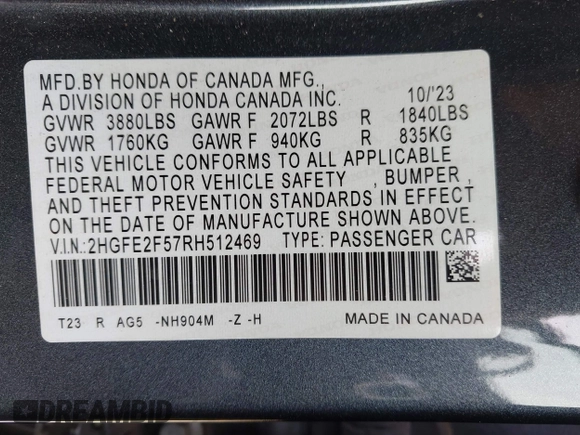 MFD.BY HONDA OF CANADA MFG.,
A DIVISION OF HONDA CANADA INC. 10/'23
GVWR 3880LBS GAWR F 2072LBS R 1840LBS
GVWR 1760KG GAWR F 940KG R 835KG
THIS VEHICLE CONFORMS TO ALL APPLICABLE
FEDERAL MOTOR VEHICLE SAFETY , BUMPER ,
AND THEFT PREVENTION STANDARDS IN EFFECT
ON THE DATE OF MANUFACTURE SHOWN ABOVE.
V.I.N.:2HGFE2F57RH512469 TYPE: PASSENGER CAR
T23 R AG5 -NH904M -Z -H MADE IN CANADA
DREAMBID